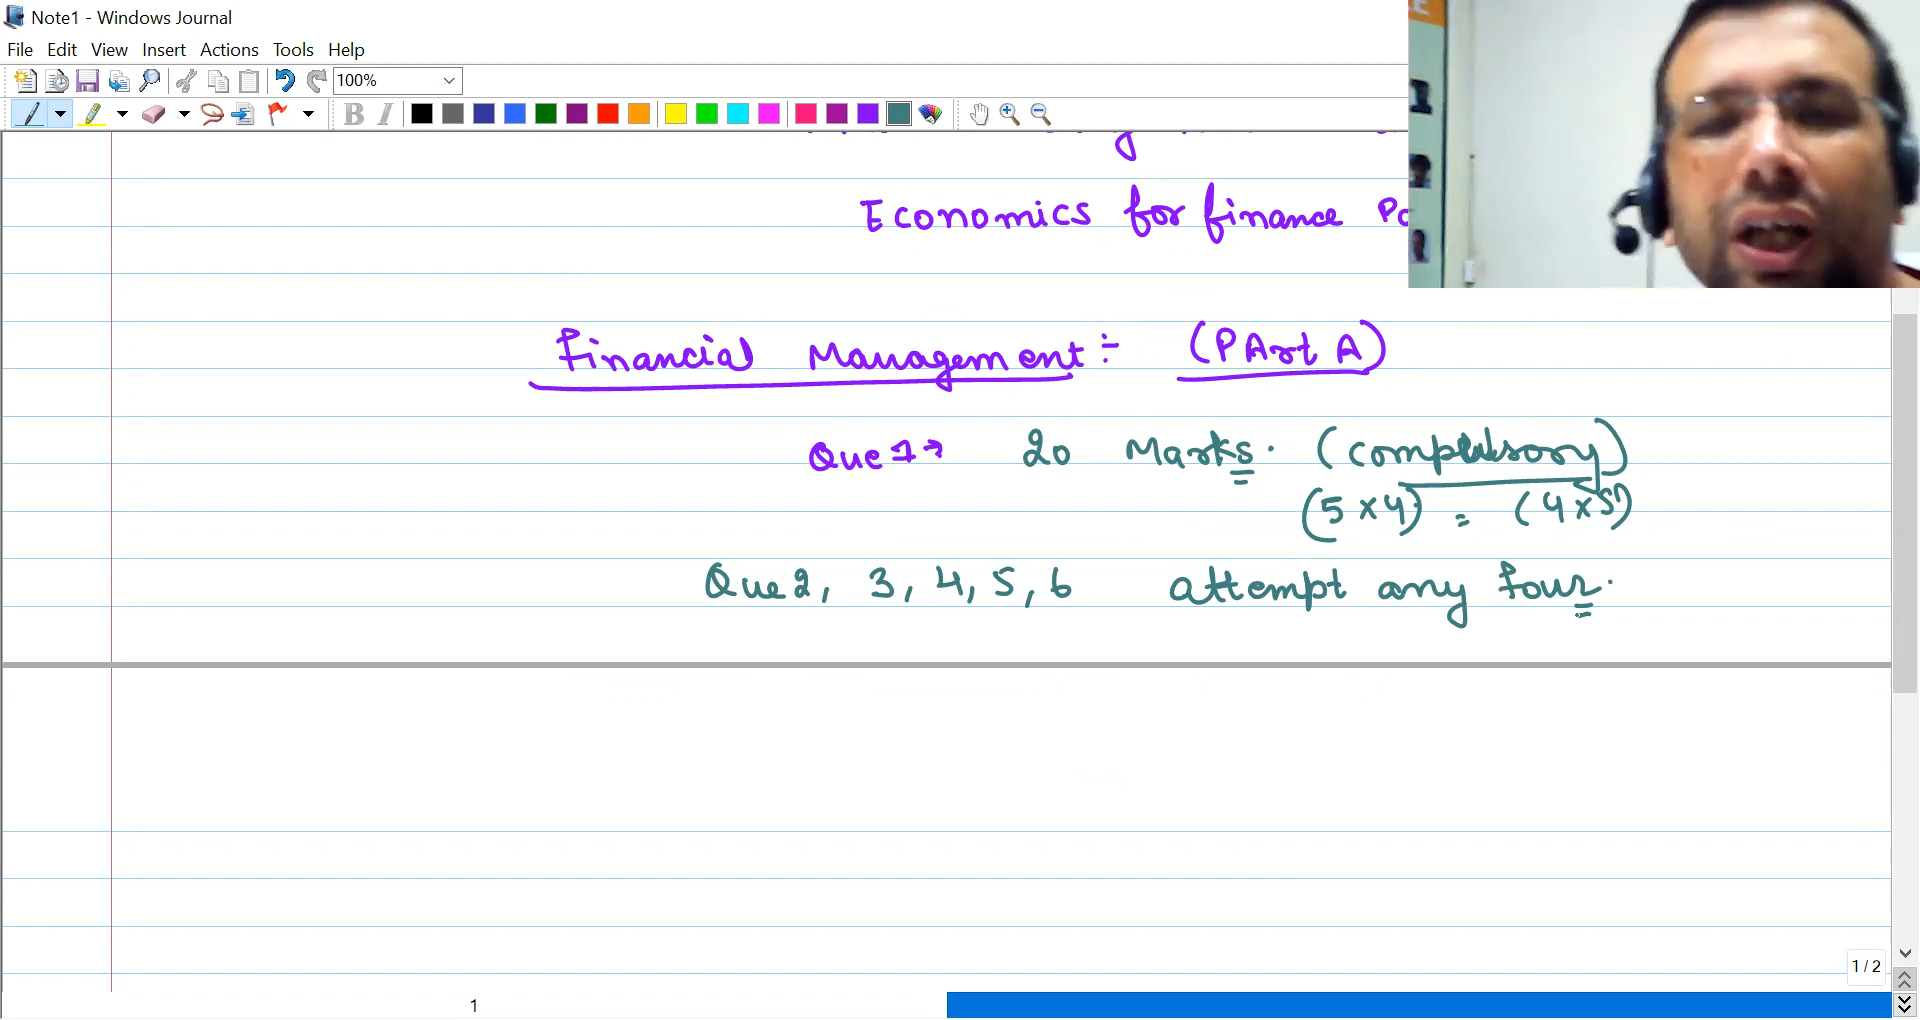 Note1 - Windows Journal
File Edit View Insert Actions Tools Help
100%
B I
Economics for finance
Financial Management :- (PArt A)
Que 1 → 20 Marks. (compulsory)
(5 x 4) = (4 x 5)
Que 2, 3, 4, 5, 6 attempt any four.
1 / 2
1